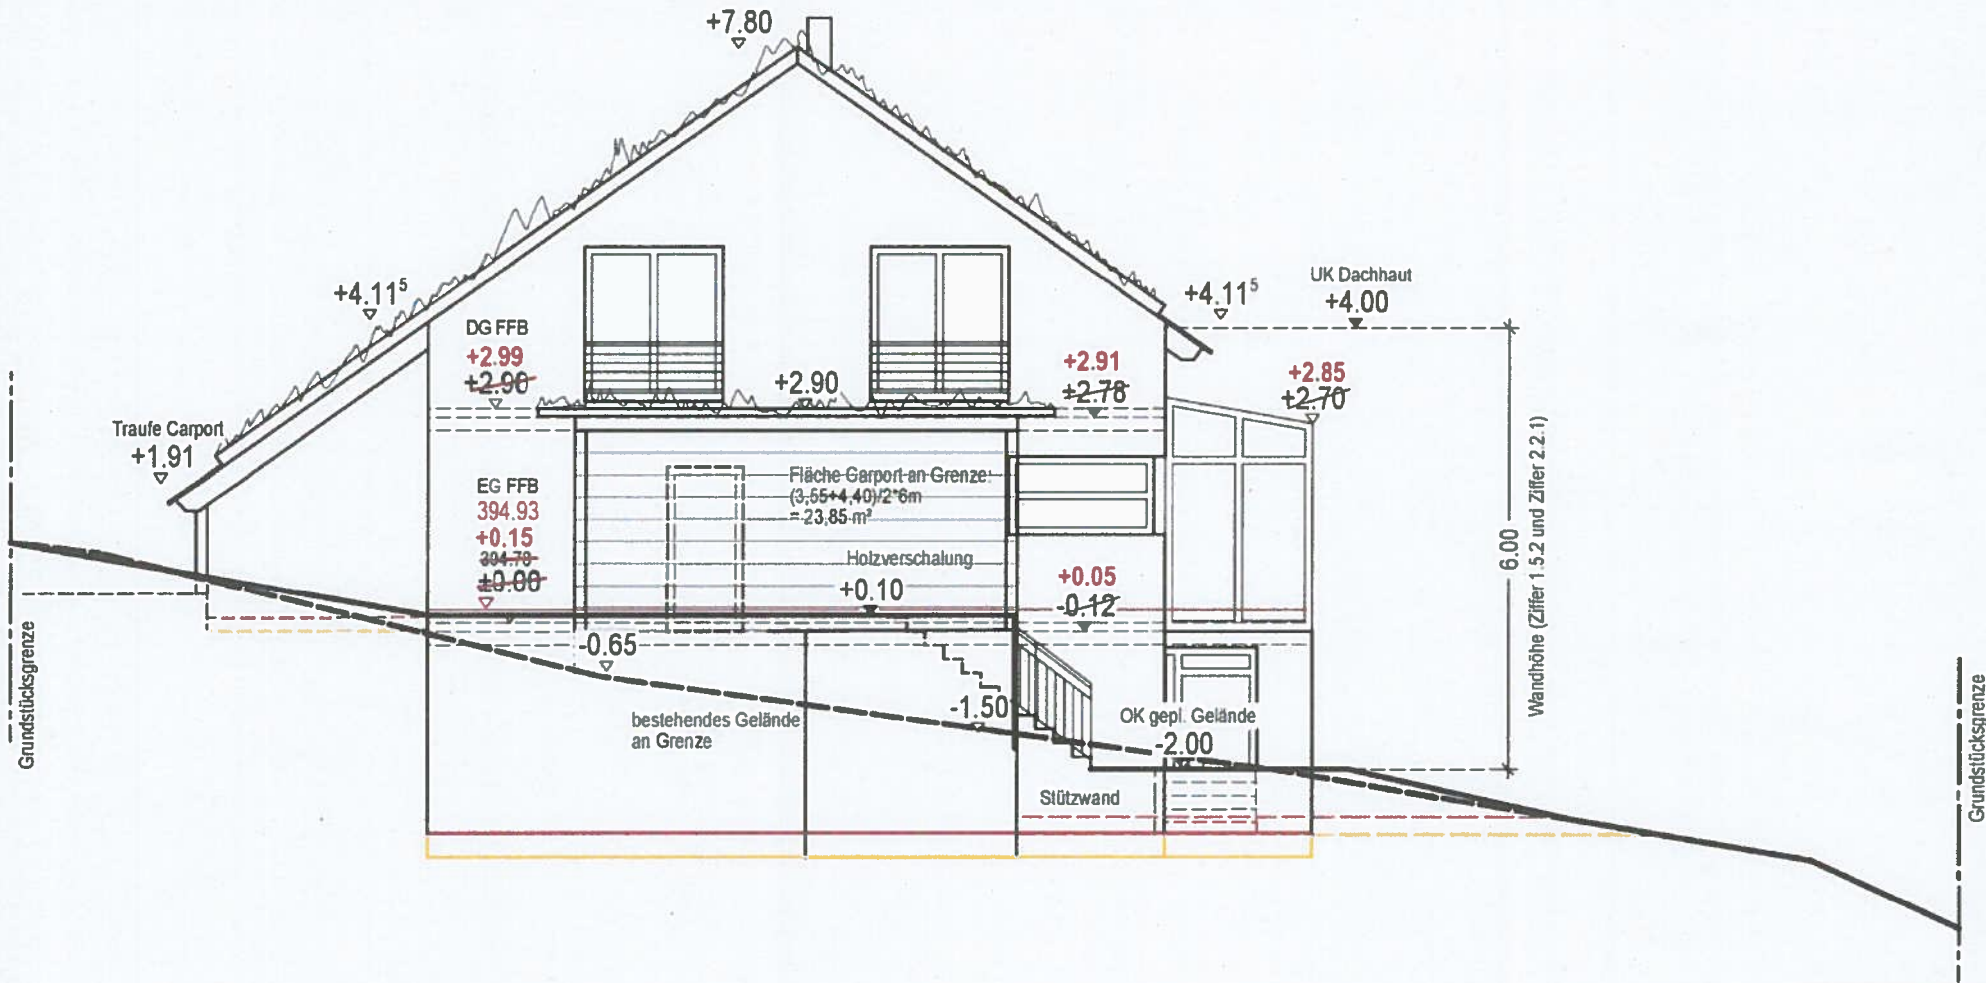 +7.80
+4.11⁵
+4.11⁵
UK Dachhaut
+4.00
DG FFB
+2.99
+2.90
+2.90
+2.91
+2.78
+2.85
+2.70
Traufe Carport
+1.91
EG FFB
394.93
+0.15
394.78
±0.00
Fläche Garport an Grenze:
(3,55+4,40)/2*6m
= 23,85 m²
Holzverschalung
+0.10
+0.05
-0.12
6.00
Wandhöhe (Ziffer 1.5.2 und Ziffer 2.2.1)
-0.65
-1.50
bestehendes Gelände
an Grenze
OK gepl. Gelände
-2.00
Stützwand
Grundstücksgrenze
Grundstücksgrenze